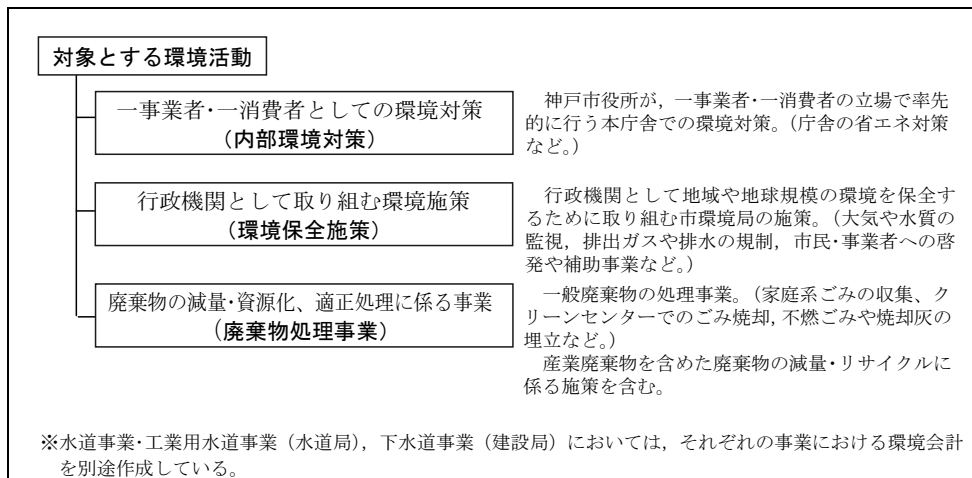 対象とする環境活動
一事業者・一消費者としての環境対策
（内部環境対策）
神戸市役所が，一事業者・一消費者の立場で率先
的に行う本庁舎での環境対策。（庁舎の省エネ対策
など。）
行政機関として取り組む環境施策
（環境保全施策）
行政機関として地域や地球規模の環境を保全す
るために取り組む市環境局の施策。（大気や水質の
監視，排出ガスや排水の規制，市民・事業者への啓
発や補助事業など。）
廃棄物の減量・資源化、適正処理に係る事業
（廃棄物処理事業）
一般廃棄物の処理事業。（家庭系ごみの収集、ク
リーンセンターでのごみ焼却，不燃ごみや焼却灰の
埋立など。）
産業廃棄物を含めた廃棄物の減量・リサイクルに
係る施策を含む。
※水道事業・工業用水道事業（水道局），下水道事業（建設局）においては，それぞれの事業における環境会計
を別途作成している。